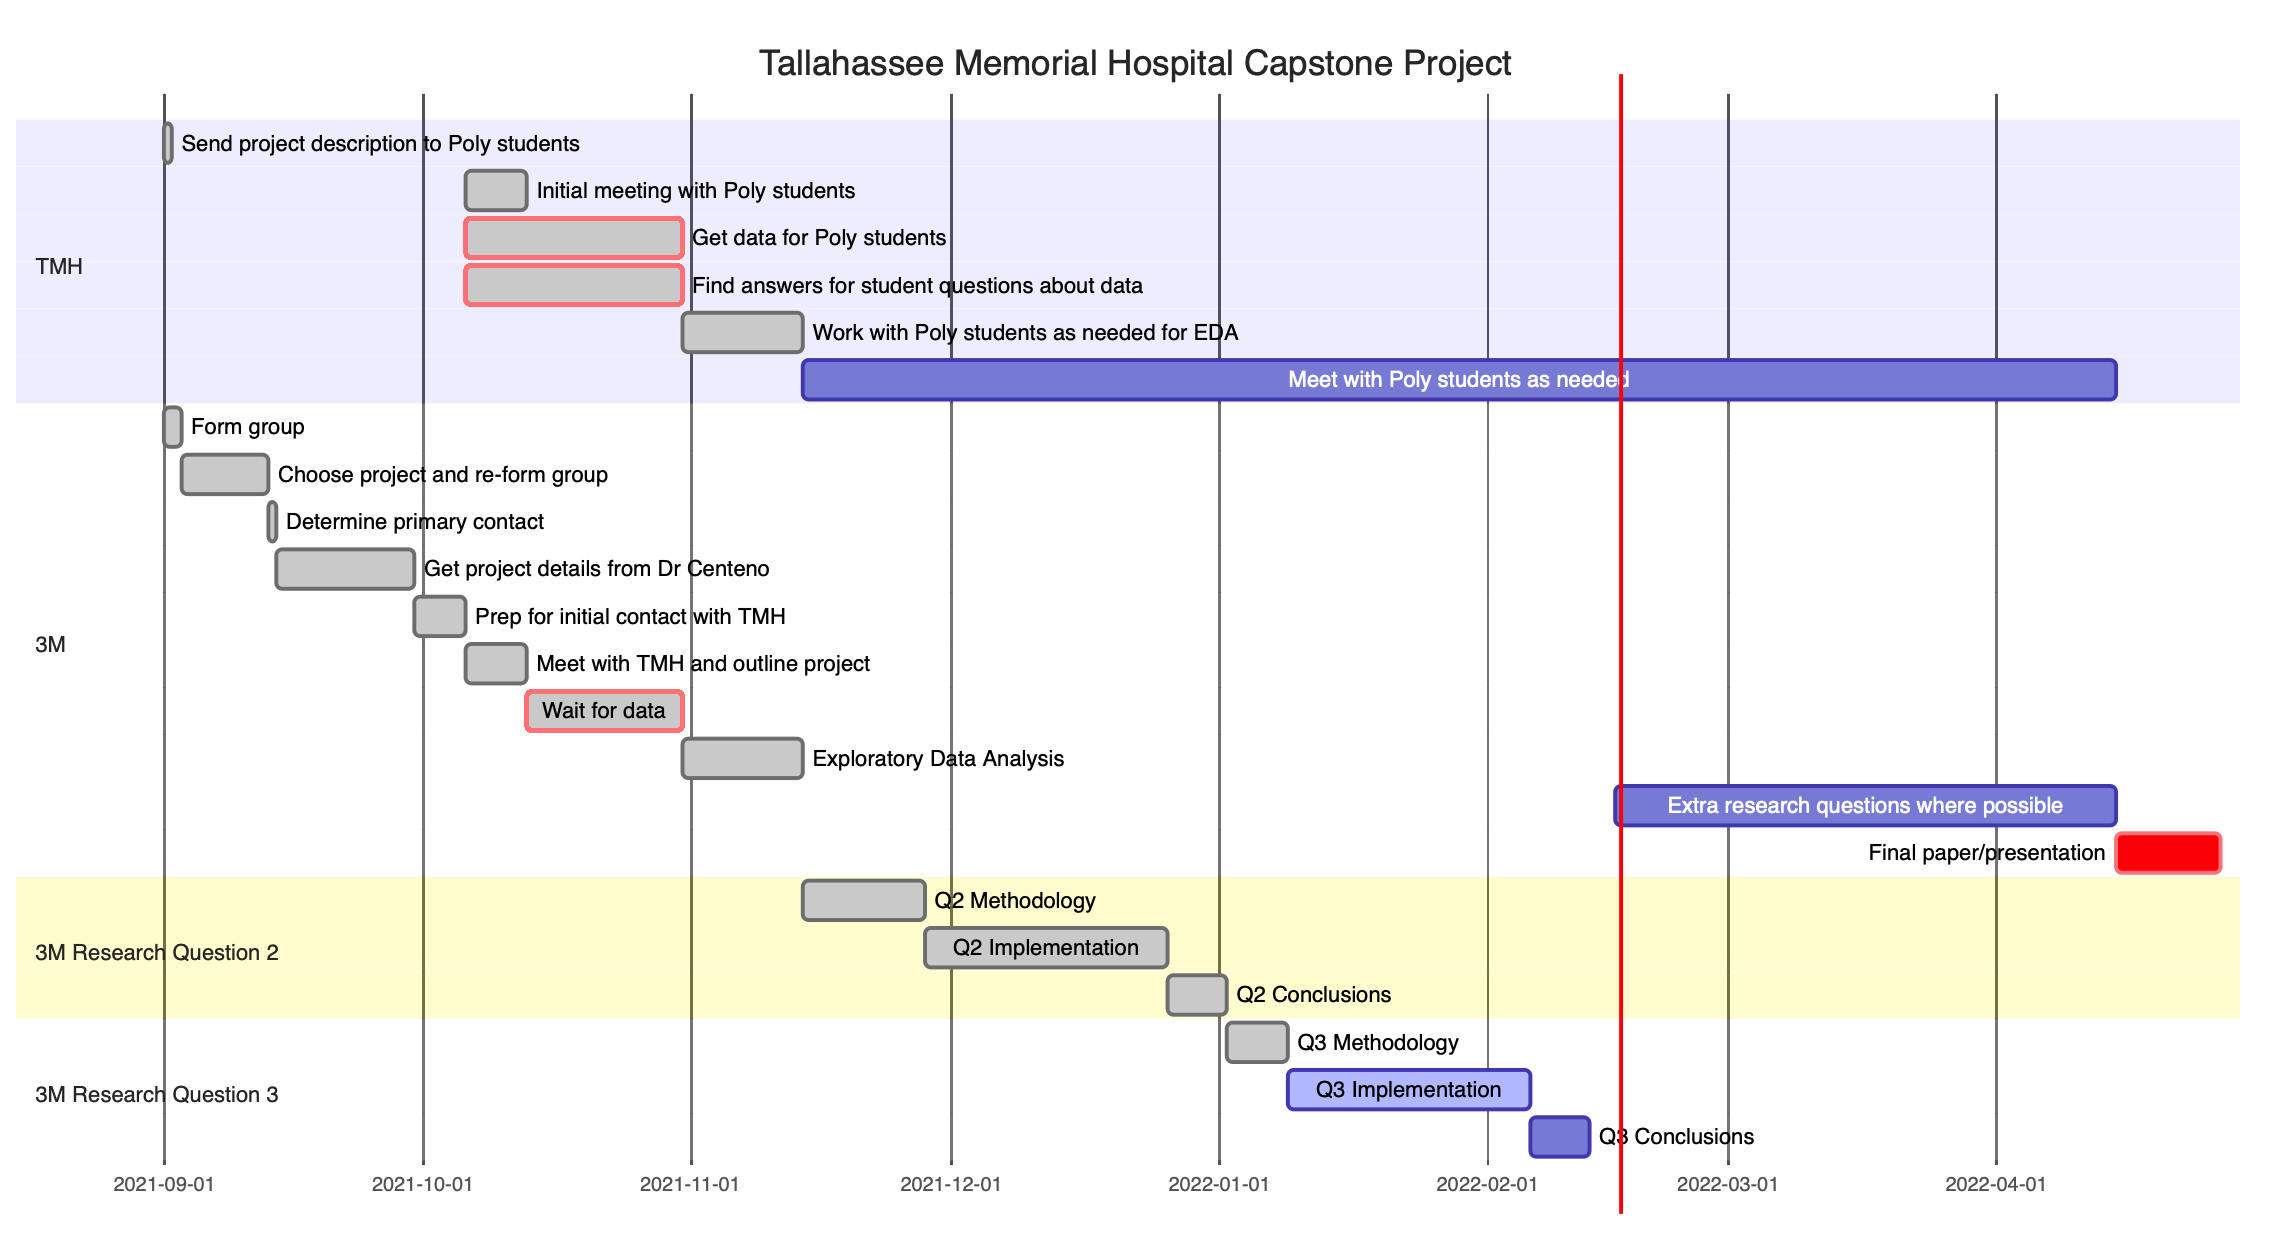 Tallahassee Memorial Hospital Capstone Project
TMH
Send project description to Poly students
Initial meeting with Poly students
Get data for Poly students
Find answers for student questions about data
Work with Poly students as needed for EDA
Meet with Poly students as needed
3M
Form group
Choose project and re-form group
Determine primary contact
Get project details from Dr Centeno
Prep for initial contact with TMH
Meet with TMH and outline project
Wait for data
Exploratory Data Analysis
Extra research questions where possible
Final paper/presentation
3M Research Question 2
Q2 Methodology
Q2 Implementation
Q2 Conclusions
3M Research Question 3
Q3 Methodology
Q3 Implementation
Q3 Conclusions
2021-09-01
2021-10-01
2021-11-01
2021-12-01
2022-01-01
2022-02-01
2022-03-01
2022-04-01